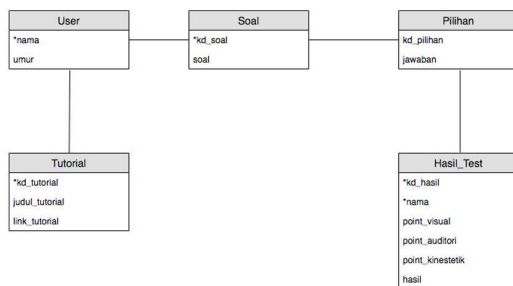 User
*nama
umur
Soal
*kd_soal
soal
Pilihan
kd_pilihan
jawaban
Tutorial
*kd_tutorial
judul_tutorial
link_tutorial
Hasil_Test
*kd_hasil
*nama
point_visual
point_auditori
point_kinestetik
hasil